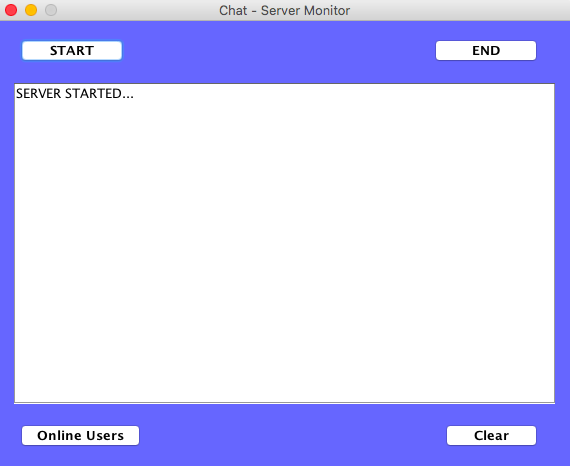 Chat - Server Monitor
START
END
SERVER STARTED...
Online Users
Clear